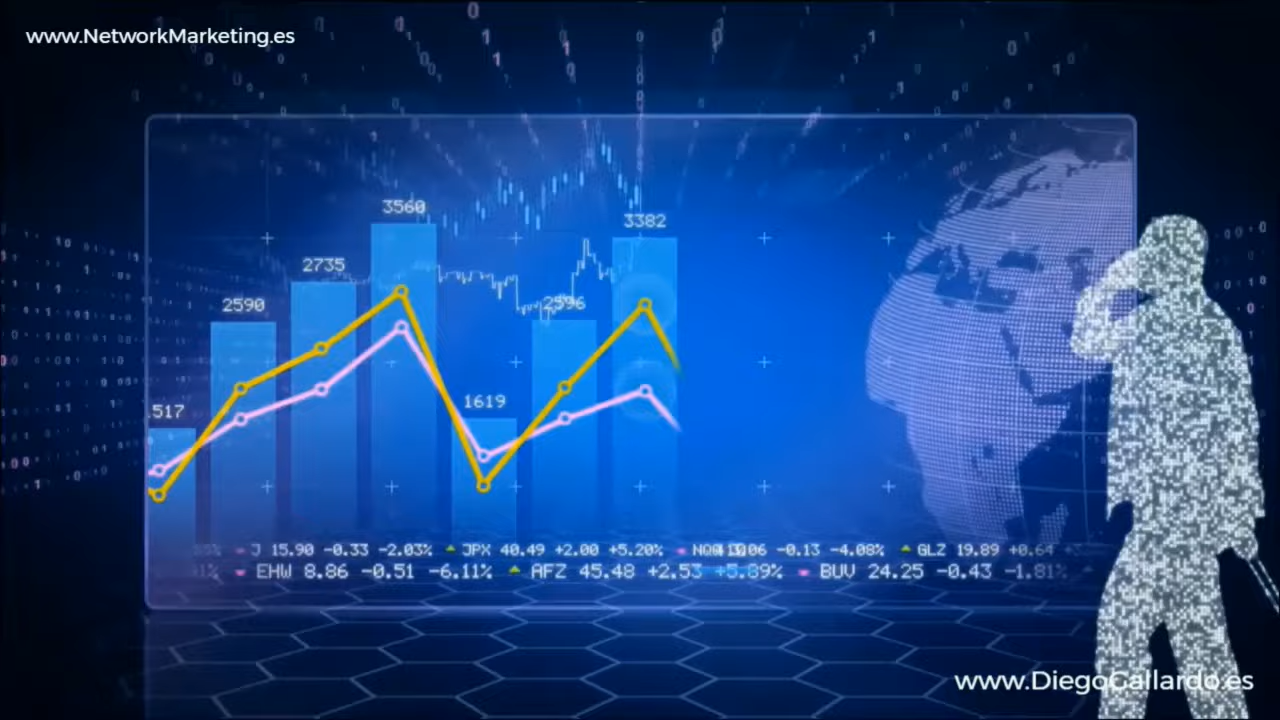 www.NetworkMarketing.es
3560
3382
2735
2590
2596
1619
517
J 15.90 -0.33 -2.03% JPX 40.49 +2.00 +5.20% -0.13 -4.08% GLZ 19.89 +0.64
EHW 8.86 -0.51 -6.11% AFZ 45.48 +2.53 +5.89% BUV 24.25 -0.43 -1.81%
www.DiegoGallardo.es